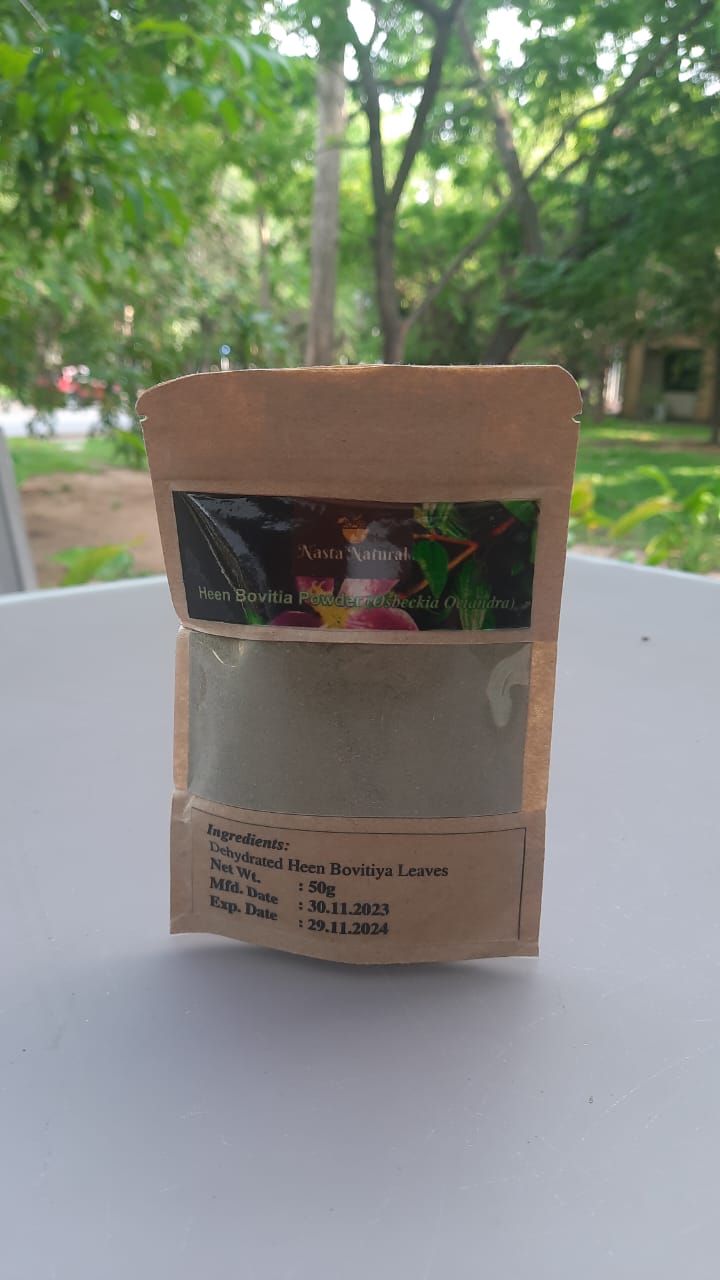 Nasta Naturals
Heen Bovitia Powder (Osbeckia Octandra)
Ingredients:
Dehydrated Heen Bovitiya Leaves
Net Wt. : 50g
Mfd. Date : 30.11.2023
Exp. Date : 29.11.2024